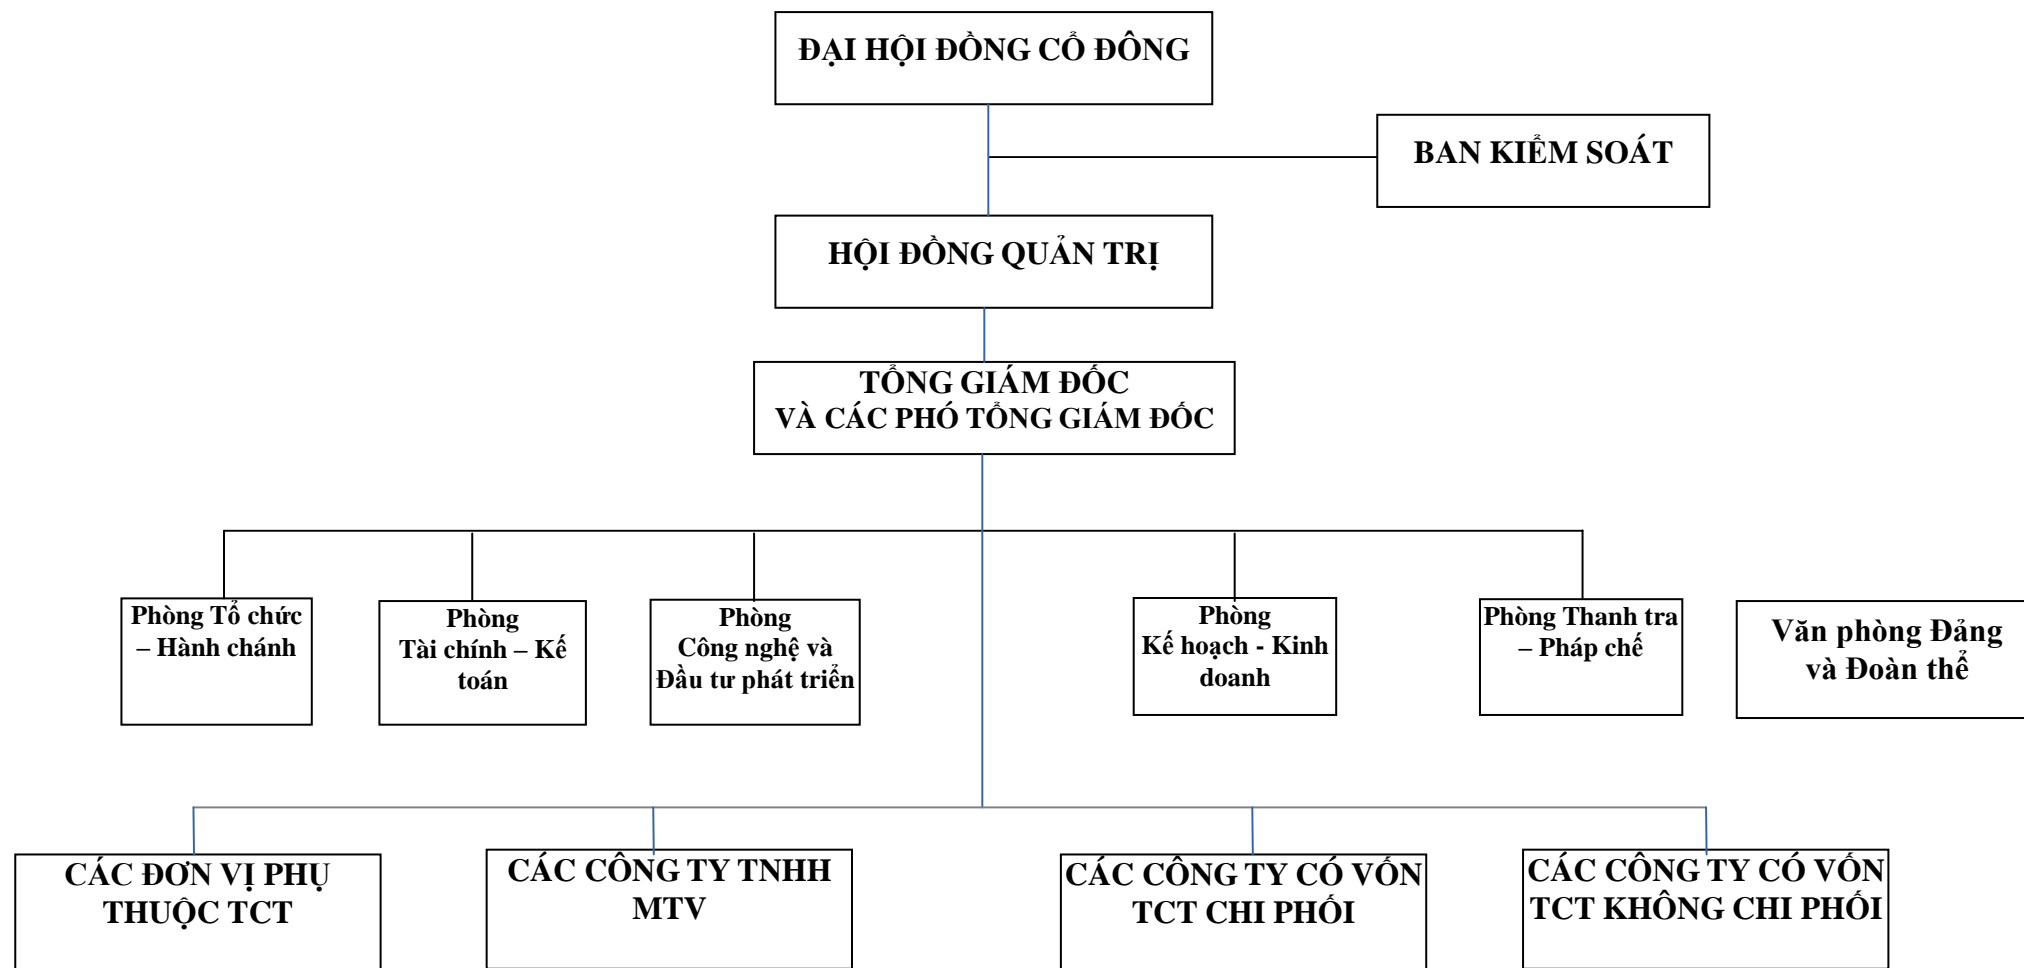 ĐẠI HỘI ĐỒNG CỔ ĐÔNG
BAN KIỂM SOÁT
HỘI ĐỒNG QUẢN TRỊ
TỔNG GIÁM ĐỐC
VÀ CÁC PHÓ TỔNG GIÁM ĐỐC
Phòng Tổ chức
– Hành chánh
Phòng
Tài chính – Kế
toán
Phòng
Công nghệ và
Đầu tư phát triển
Phòng
Kế hoạch - Kinh
doanh
Phòng Thanh tra
– Pháp chế
Văn phòng Đảng
và Đoàn thể
CÁC ĐƠN VỊ PHỤ
THUỘC TCT
CÁC CÔNG TY TNHH
MTV
CÁC CÔNG TY CÓ VỐN
TCT CHI PHỐI
CÁC CÔNG TY CÓ VỐN
TCT KHÔNG CHI PHỐI